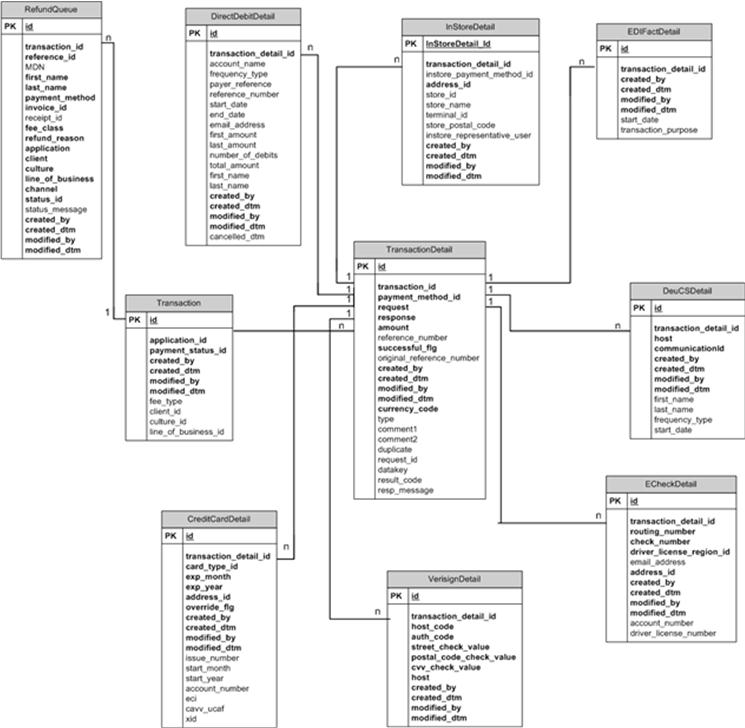 RefundQueue
PK id
transaction_id
reference_id
MDN
first_name
last_name
payment_method
invoice_id
receipt_id
fee_class
refund_reason
application
client
culture
line_of_business
channel
status_id
status_message
created_by
created_dtm
modified_by
modified_dtm
n
1
DirectDebitDetail
PK id
transaction_detail_id
account_name
frequency_type
payer_reference
reference_number
start_date
end_date
email_address
first_amount
last_amount
number_of_debits
total_amount
first_name
last_name
created_by
created_dtm
modified_by
modified_dtm
cancelled_dtm
n
InStoreDetail
PK InStoreDetail_Id
transaction_detail_id
instore_payment_method_id
address_id
store_id
store_name
terminal_id
store_postal_code
instore_representative_user
created_by
created_dtm
modified_by
modified_dtm
n
EDIFactDetail
PK id
transaction_detail_id
created_by
created_dtm
modified_by
modified_dtm
start_date
transaction_purpose
n
Transaction
PK id
application_id
payment_status_id
created_by
created_dtm
modified_by
modified_dtm
fee_type
client_id
culture_id
line_of_business_id
TransactionDetail
PK id
transaction_id
payment_method_id
request
response
amount
reference_number
successful_flg
original_reference_number
created_by
created_dtm
modified_by
modified_dtm
currency_code
type
comment1
comment2
duplicate
request_id
datakey
result_code
resp_message
1
1
1
1
n
1
1
1
DeuCSDetail
PK id
transaction_detail_id
host
communicationId
created_by
created_dtm
modified_by
modified_dtm
first_name
last_name
frequency_type
start_date
n
CreditCardDetail
PK id
transaction_detail_id
card_type_id
exp_month
exp_year
address_id
override_flg
created_by
created_dtm
modified_by
modified_dtm
issue_number
start_month
start_year
account_number
eci
cavv_ucaf
xid
n
VerisignDetail
PK id
transaction_detail_id
host_code
auth_code
street_check_value
postal_code_check_value
cvv_check_value
host
created_by
created_dtm
modified_by
modified_dtm
n
ECheckDetail
PK id
transaction_detail_id
routing_number
check_number
driver_license_region_id
email_address
address_id
created_by
created_dtm
modified_by
modified_dtm
account_number
driver_license_number
n